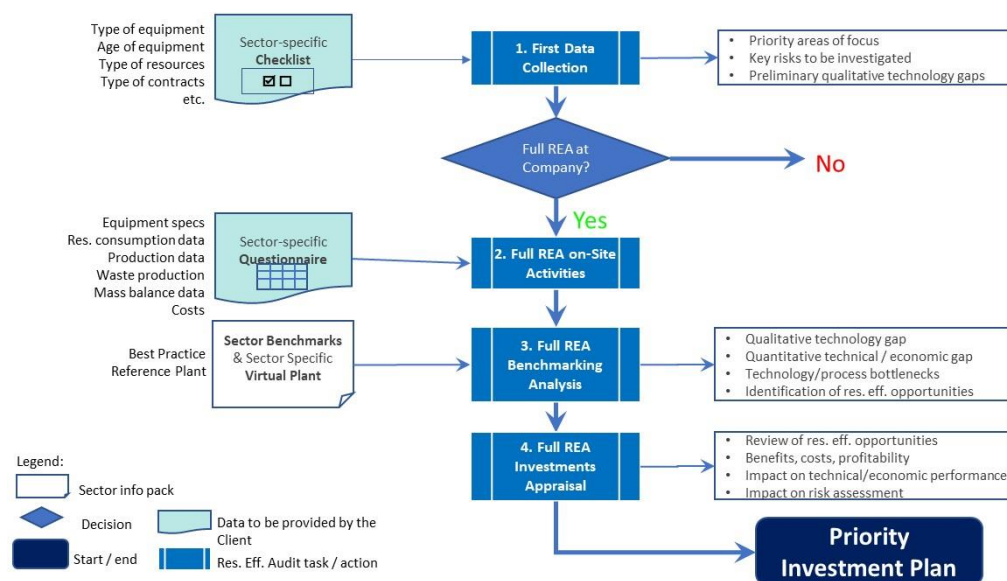 Type of equipment
Age of equipment
Type of resources
Type of contracts
etc.
Sector-specific
Checklist
1. First Data
Collection
• Priority areas of focus
• Key risks to be investigated
• Preliminary qualitative technology gaps
Full REA at
Company?
No
Yes
Equipment specs
Res. consumption data
Production data
Waste production
Mass balance data
Costs
Sector-specific
Questionnaire
2. Full REA on-Site
Activities
Best Practice
Reference Plant
Sector Benchmarks
& Sector Specific
Virtual Plant
3. Full REA
Benchmarking
Analysis
• Qualitative technology gap
• Quantitative technical / economic gap
• Technology/process bottlenecks
• Identification of res. eff. opportunities
4. Full REA
Investments
Appraisal
• Review of res. eff. opportunities
• Benefits, costs, profitability
• Impact on technical/economic performance
• Impact on risk assessment
Legend:
Sector info pack
Decision
Data to be provided by the
Client
Start / end
Res. Eff. Audit task / action
Priority
Investment Plan